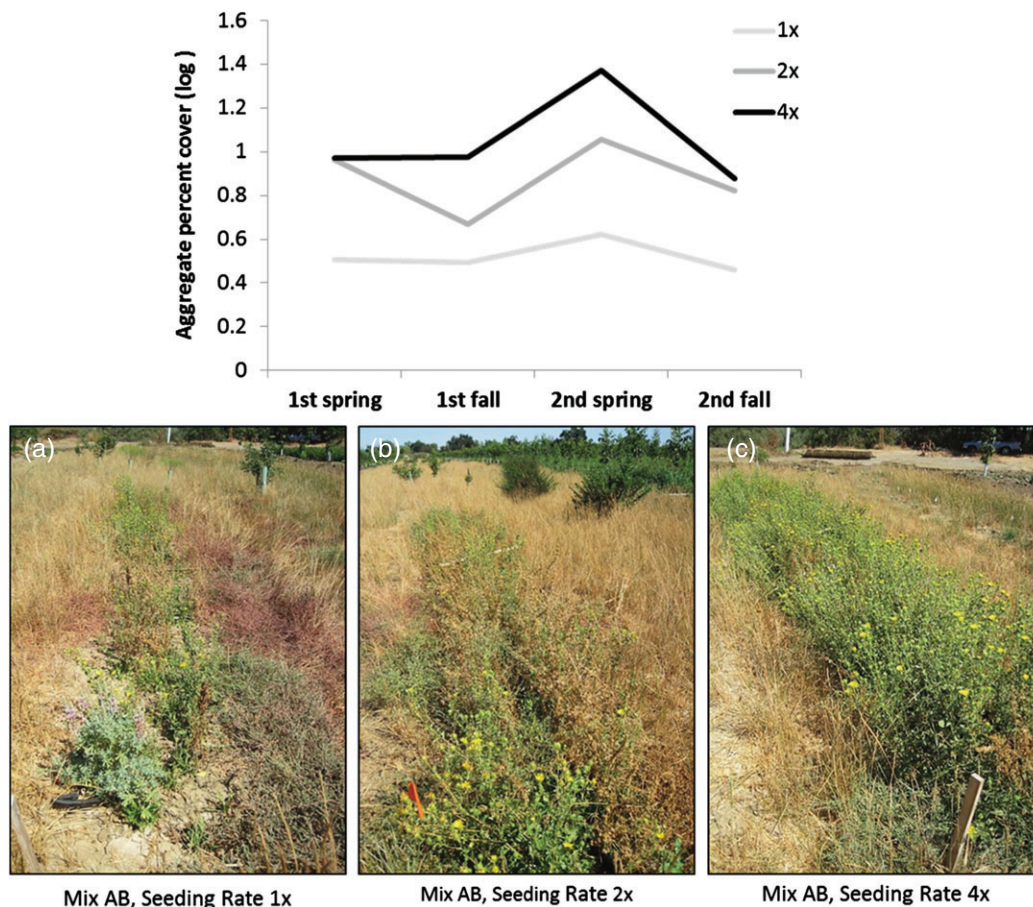 Aggregate percent cover (log )
1.6
1.4
1.2
1
0.8
0.6
0.4
0.2
0
1x
2x
4x
1st spring
1st fall
2nd spring
2nd fall
(a)
(b)
(c)
Mix AB, Seeding Rate 1x
Mix AB, Seeding Rate 2x
Mix AB, Seeding Rate 4x